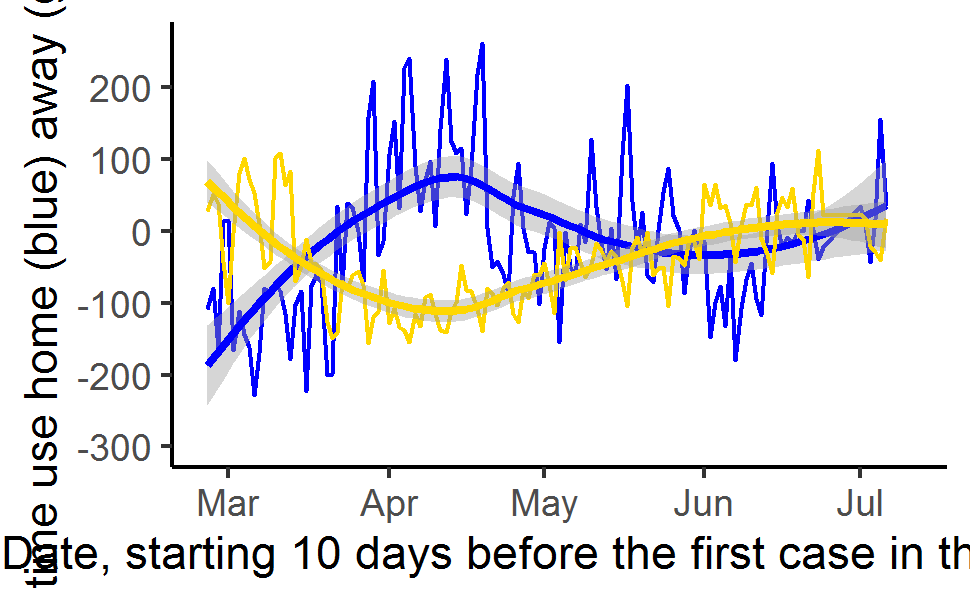 time use home (blue) away (
200
100
0
-100
-200
-300
Mar Apr May Jun Jul
Date, starting 10 days before the first case in th